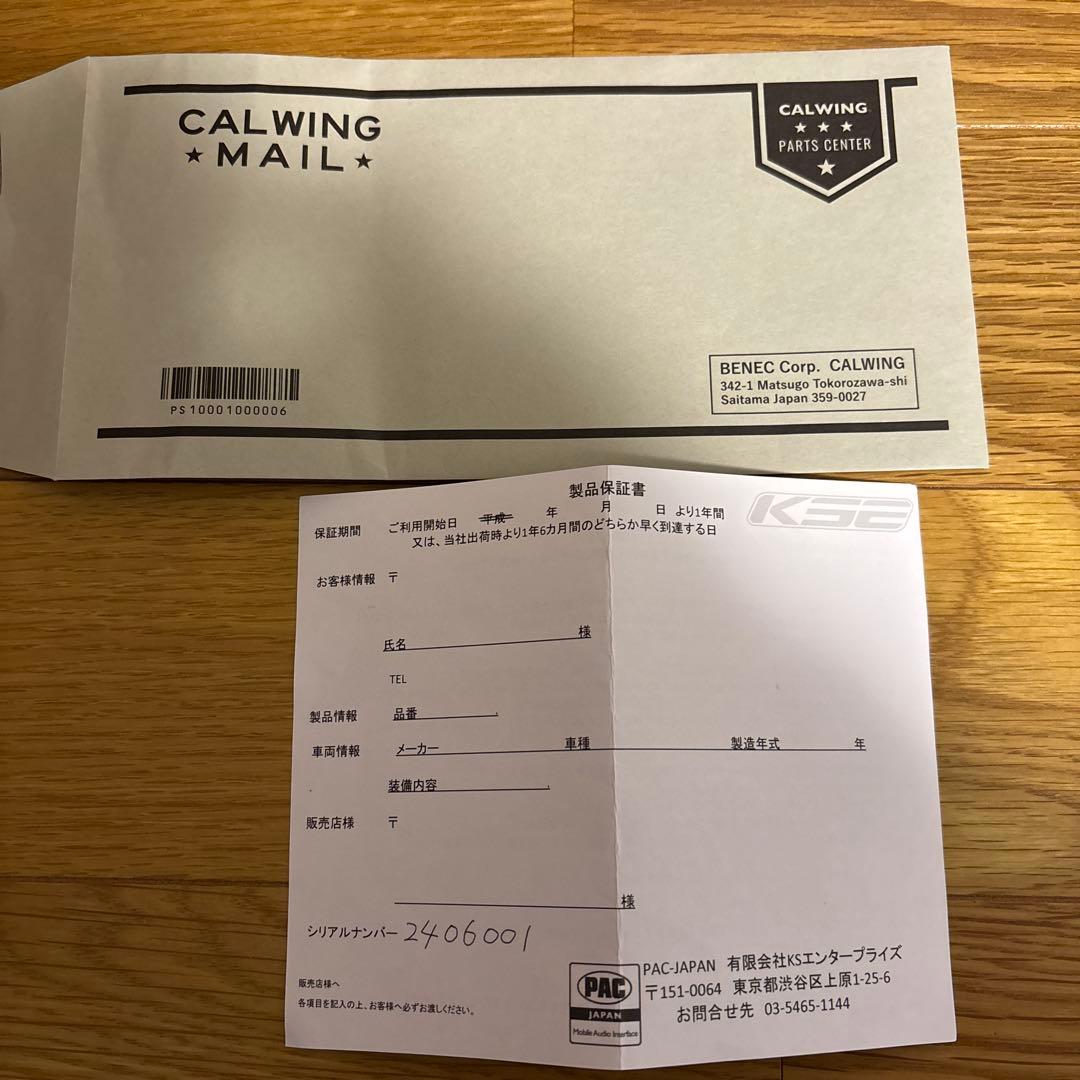 CALWING
★ MAIL ★
CALWING
★ ★ ★
PARTS CENTER
★
PS10001000006
BENEC Corp. CALWING
342-1 Matsugo Tokorozawa-shi
Saitama Japan 359-0027
製品保証書
KSE
保証期間 ご利用開始日 平成 年 月 日 より1年間
又は、当社出荷時より1年6カ月間のどちらか早く到達する日
お客様情報 〒
氏名 様
TEL
製品情報 品番
車両情報 メーカー 車種 製造年式 年
装備内容
販売店様 〒
様
シリアルナンバー 2406001
販売店様へ
各項目を記入の上、お客様へ必ずお渡しください。
PAC
JAPAN
Mobile Audio Interface
PAC-JAPAN 有限会社KSエンタープライズ
〒151-0064 東京都渋谷区上原1-25-6
お問合せ先 03-5465-1144